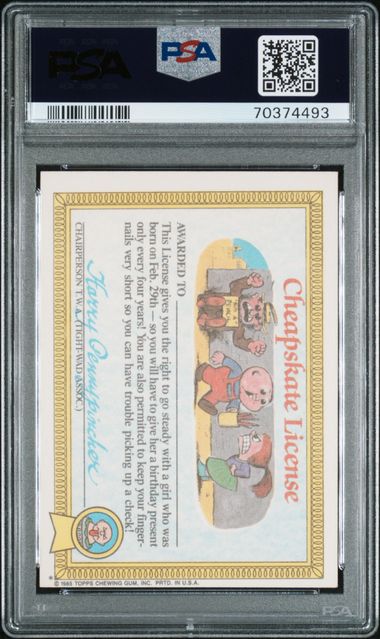 PSA
PSA
70374493
Cheapskate License
AWARDED TO
This License gives you the right to go steady with a girl who was
born on Feb. 29th — so you will have to give her a birthday present
only every four years! You are also permitted to keep your finger-
nails very short so you can have trouble picking up a check!
Harry Pennypincher
CHAIRPERSON T.W.A. (TIGHT-WAD ASSOC.)
* © 1985 TOPPS CHEWING GUM, INC. PRTD. IN U.S.A.